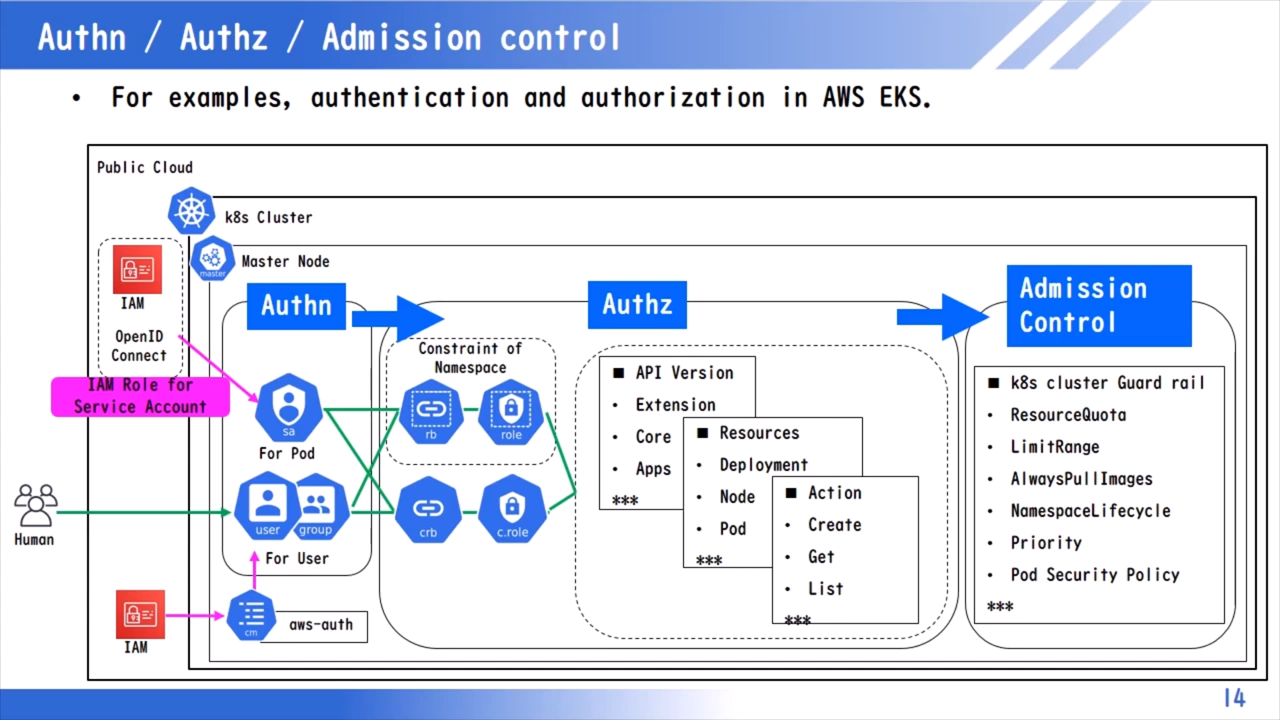 Authn / Authz / Admission control
• For examples, authentication and authorization in AWS EKS.
Public Cloud
k8s Cluster
master
Master Node
IAM
OpenID
Connect
IAM Role for
Service Account
Authn
sa
For Pod
user
group
For User
Human
IAM
cm
aws-auth
Authz
Constraint of
Namespace
rb
role
crb
c.role
■ API Version
• Extension
• Core
• Apps
***
■ Resources
• Deployment
• Node
• Pod
***
■ Action
• Create
• Get
• List
***
Admission
Control
■ k8s cluster Guard rail
• ResourceQuota
• LimitRange
• AlwaysPullImages
• NamespaceLifecycle
• Priority
• Pod Security Policy
***
14